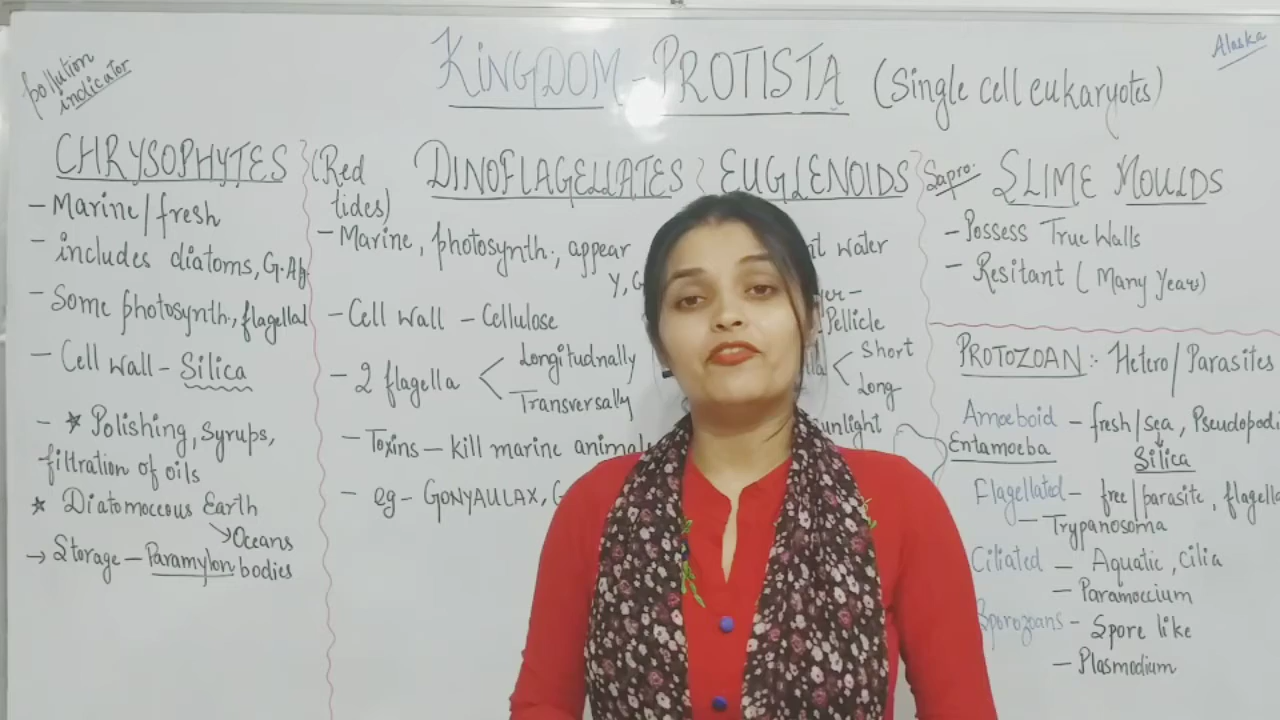 pollution
indicator
KINGDOM - PROTISTA (Single cell eukaryotes)
Alaska
CHRYSOPHYTES
- Marine/fresh
- includes diatoms, G.Alg
- Some photosynth., flagellat
- Cell wall - Silica
- ★ Polishing, Syrups,
filtration of oils
★ Diatomoceous Earth
↘Oceans
→ Storage - Paramylon bodies
(Red
tides)
DINOFLAGELLATES
- Marine, photosynth., appear
Y, G
- Cell wall - Cellulose
- 2 flagella < Longitudnally
Transversally
- Toxins - kill marine animal
- eg - GONYAULAX, G
EUGLENOIDS
nt water
yer -
Pellicle
< Short
Long
unlight
Sapro.
SLIME MOULDS
- Possess True Walls
- Resitant (Many Years)
PROTOZOAN :- Hetero/Parasites
Amoeboid - fresh/sea, Pseudopodi
Entamoeba
↓
Silica
Flagellated - free/parasite, flagella
- Trypanosoma
Ciliated - Aquatic, cilia
- Paramoccium
Sporozoans - Spore like
- Plasmodium